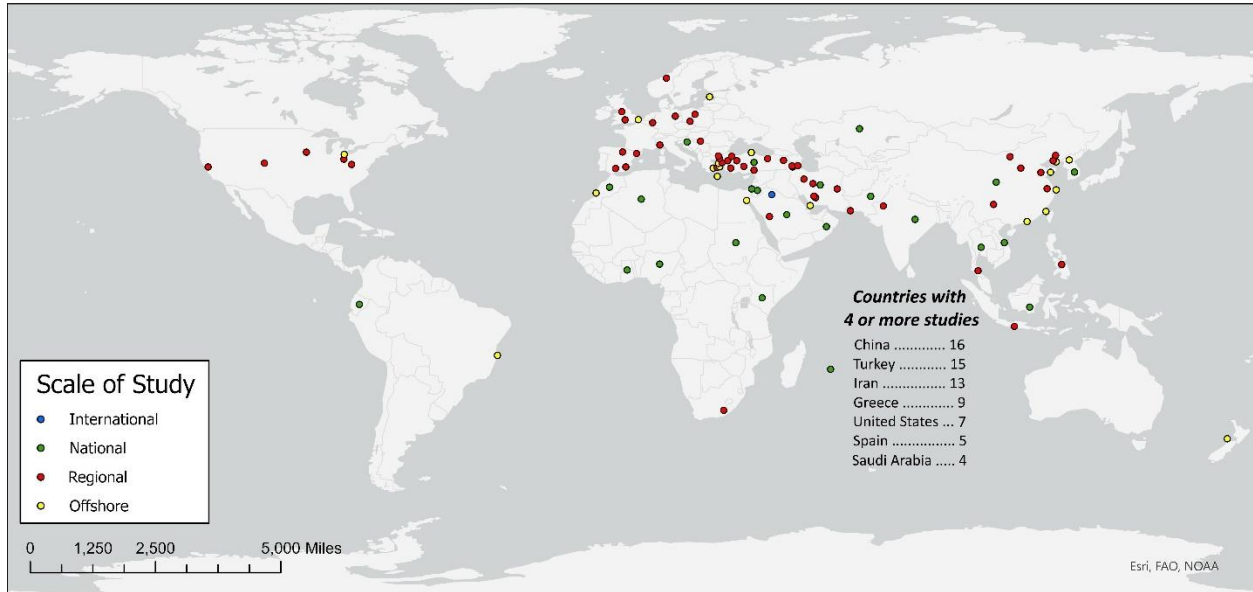 Countries with
4 or more studies
China ............. 16
Turkey ............ 15
Iran ................ 13
Greece ............. 9
United States ... 7
Spain ................ 5
Saudi Arabia ..... 4
Scale of Study
International
National
Regional
Offshore
0 1,250 2,500 5,000 Miles
Esri, FAO, NOAA